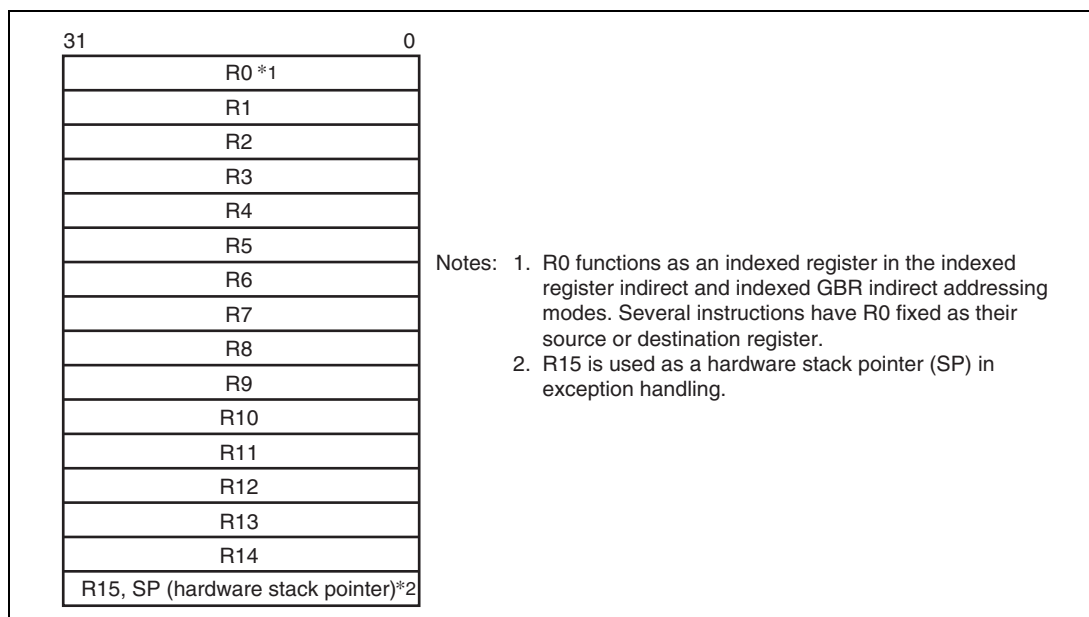 31 0
R0 *1
R1
R2
R3
R4
R5
R6
R7
R8
R9
R10
R11
R12
R13
R14
R15, SP (hardware stack pointer)*2
Notes: 1. R0 functions as an indexed register in the indexed
register indirect and indexed GBR indirect addressing
modes. Several instructions have R0 fixed as their
source or destination register.
2. R15 is used as a hardware stack pointer (SP) in
exception handling.